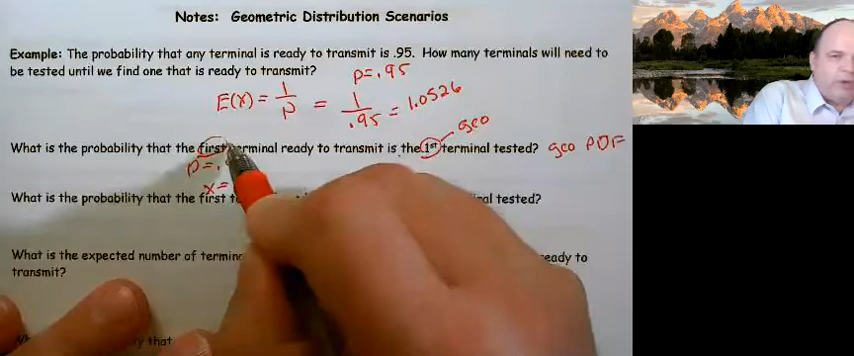 Notes: Geometric Distribution Scenarios
Example: The probability that any terminal is ready to transmit is .95. How many terminals will need to
be tested until we find one that is ready to transmit?
p=.95
E(X) = 1/p = 1/.95 = 1.0526
geo
What is the probability that the first terminal ready to transmit is the 1st terminal tested? geo PDF
p=.
x=
What is the probability that the first tested?
What is the expected number of ready to
transmit?
that